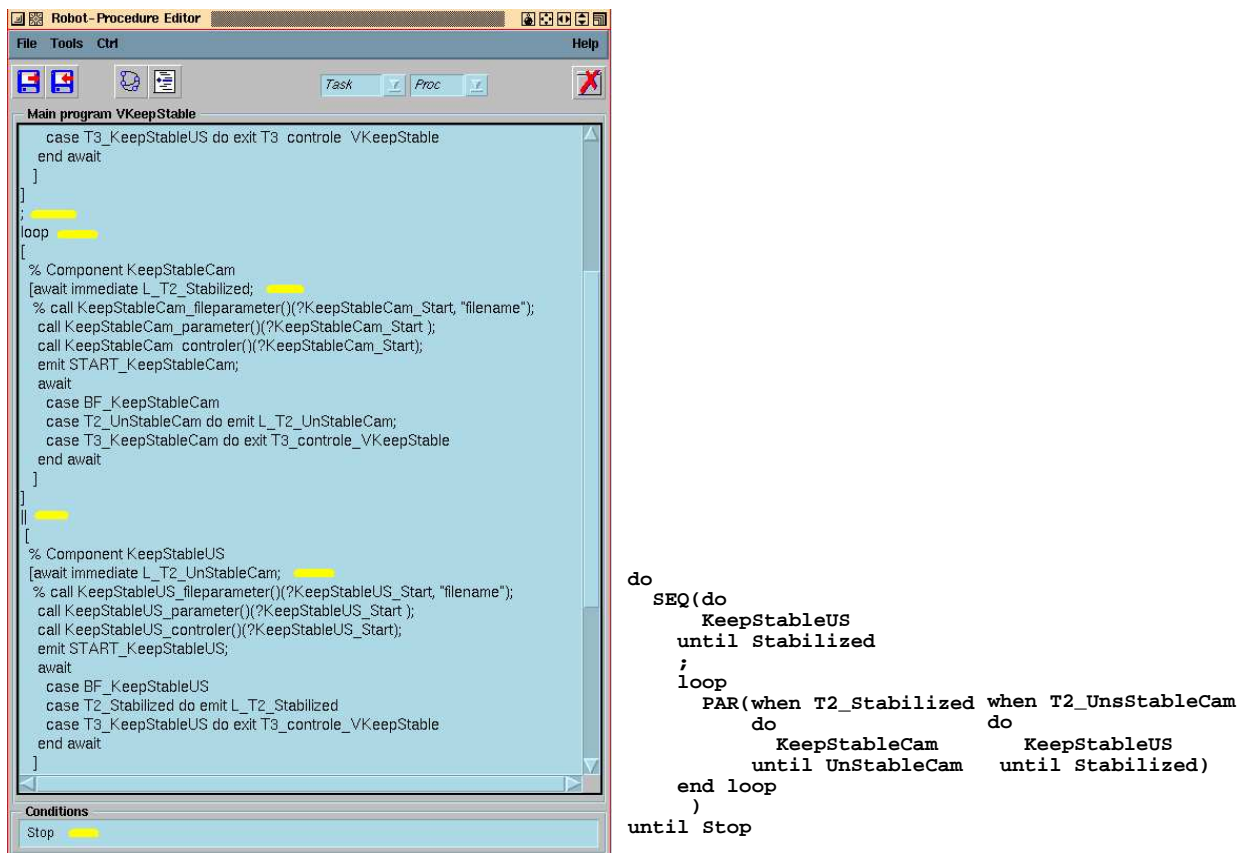 Robot-Procedure Editor
File Tools Ctrl Help
Task Proc
Main program VKeepStable
case T3_KeepStableUS do exit T3 controle VKeepStable
end await
]
]
;
loop
[
% Component KeepStableCam
[await immediate L_T2_Stabilized;
% call KeepStableCam_fileparameter()(?KeepStableCam_Start, "filename");
call KeepStableCam_parameter()(?KeepStableCam_Start );
call KeepStableCam controler()(?KeepStableCam_Start);
emit START_KeepStableCam;
await
case BF_KeepStableCam
case T2_UnStableCam do emit L_T2_UnStableCam;
case T3_KeepStableCam do exit T3_controle_VKeepStable
end await
]
]
||
[
% Component KeepStableUS
[await immediate L_T2_UnStableCam;
% call KeepStableUS_fileparameter()(?KeepStableUS_Start, "filename");
call KeepStableUS_parameter()(?KeepStableUS_Start );
call KeepStableUS_controler()(?KeepStableUS_Start);
emit START_KeepStableUS;
await
case BF_KeepStableUS
case T2_Stabilized do emit L_T2_Stabilized
case T3_KeepStableUS do exit T3_controle_VKeepStable
end await
]
Conditions
Stop
do
SEQ(do
KeepStableUS
until Stabilized
;
loop
PAR(when T2_Stabilized when T2_UnsStableCam
do do
KeepStableCam KeepStableUS
until UnStableCam until Stabilized)
end loop
)
until Stop